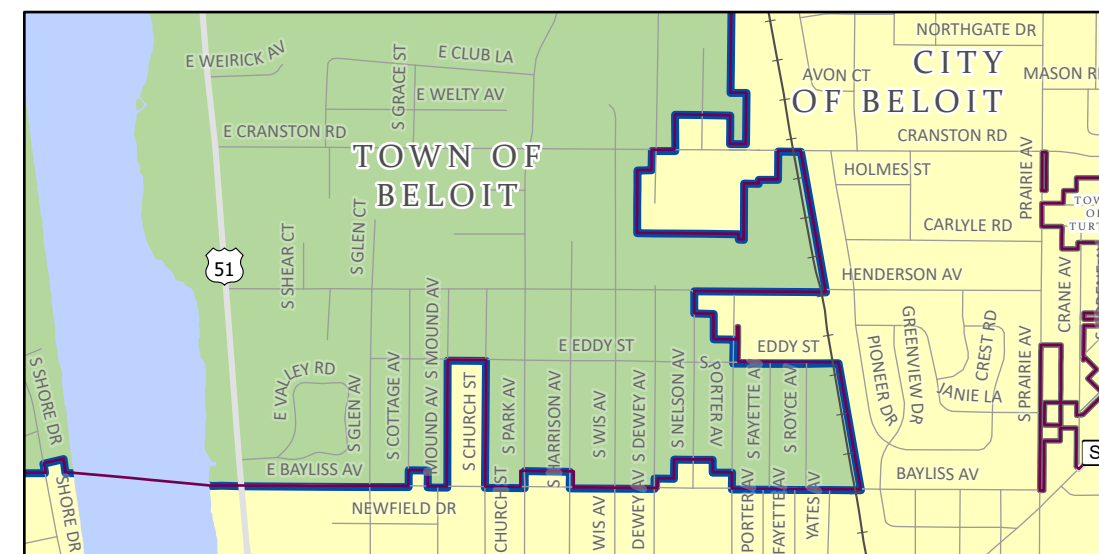 NORTHGATE DR
CITY
OF BELOIT
E WEIRICK AV
E CLUB LA
S GRACE ST
AVON CT
MASON R
E WELTY AV
E CRANSTON RD
CRANSTON RD
TOWN OF
BELOIT
HOLMES ST
PRAIRIE AV
S GLEN CT
CARLYLE RD
S SHEAR CT
51
HENDERSON AV
CRANE AV
S MOUND AV
GREENVIEW DR
CREST RD
E EDDY ST
EDDY ST
PIONEER DR
S PRAIRIE AV
S SHORE DR
E VALLEY RD
S GLEN AV
S COTTAGE AV
MOUND AV
S CHURCH ST
S PARK AV
S HARRISON AV
S WIS AV
S DEWEY AV
S NELSON AV
S PORTER AV
S FAYETTE AV
S ROYCE AV
JANIE LA
E BAYLISS AV
BAYLISS AV
S
SHORE DR
NEWFIELD DR
CHURCH ST
WIS AV
DEWEY AV
PORTER AV
FAYETTE AV
YATES AV